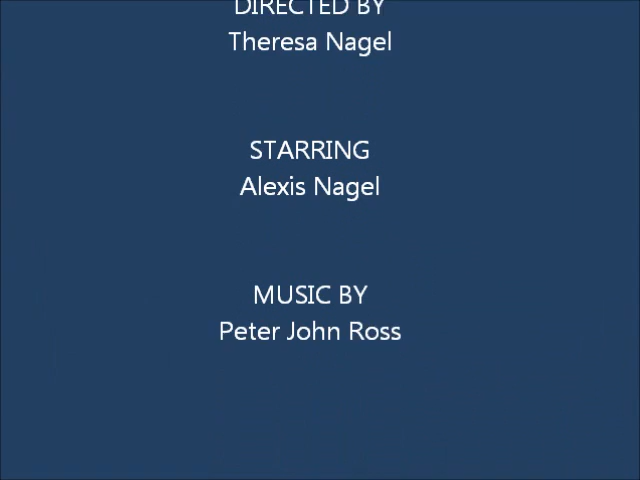 DIRECTED BY
Theresa Nagel
STARRING
Alexis Nagel
MUSIC BY
Peter John Ross